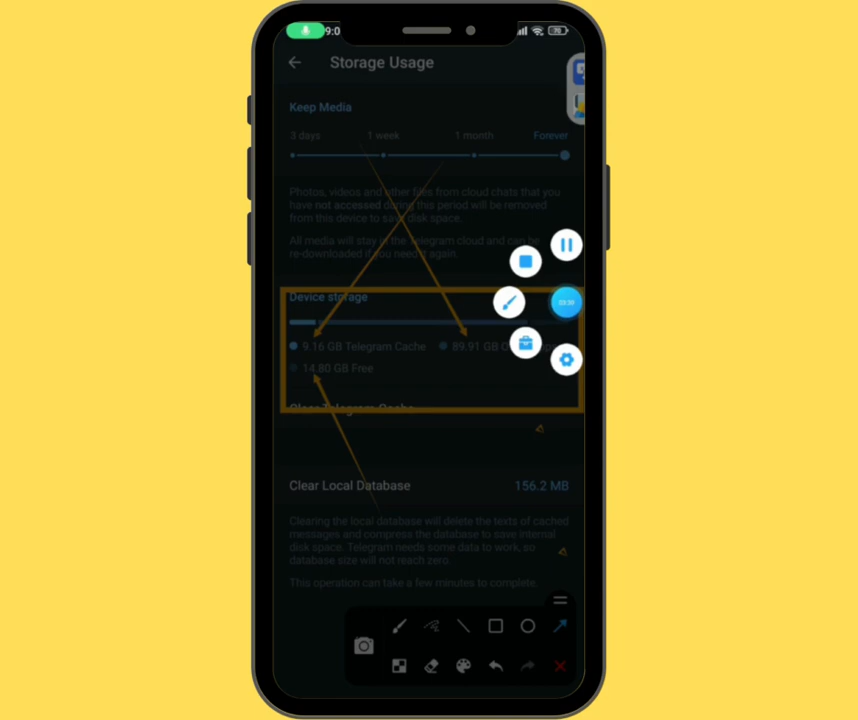 9:0
70
Storage Usage
Keep Media
3 days 1 week 1 month Forever
Photos, videos and other files from cloud chats that you
have not accessed during this period will be removed
from this device to save disk space.
All media will stay in the Telegram cloud and can be
re-downloaded if you need it again.
Device storage
9.16 GB Telegram Cache 89.91 GB
14.80 GB Free
Clear Telegram Cache
Clear Local Database 156.2 MB
Clearing the local database will delete the texts of cached
messages and compress the database to save internal
disk space. Telegram needs some data to work, so
database size will not reach zero.
This operation can take a few minutes to complete.